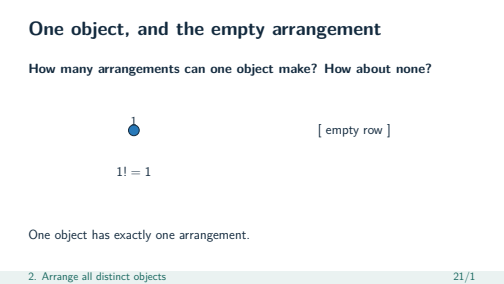 One object, and the empty arrangement
How many arrangements can one object make? How about none?
1
[ empty row ]
1! = 1
One object has exactly one arrangement.
2. Arrange all distinct objects
21/1